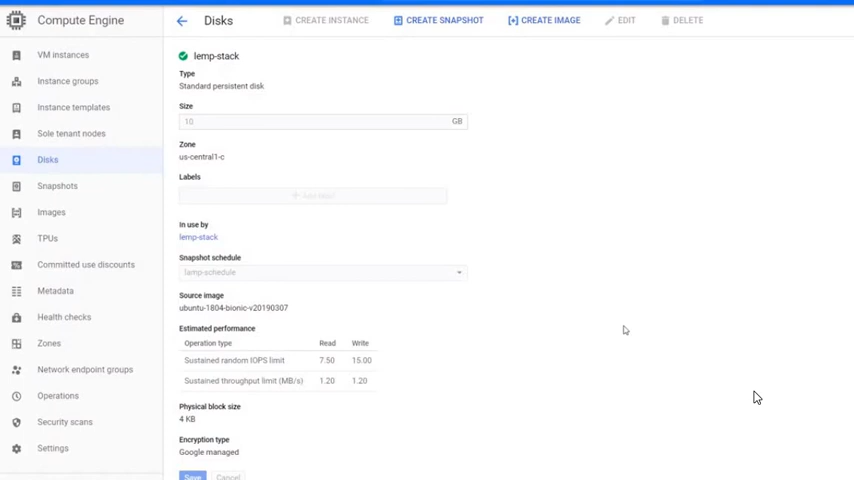 Compute Engine
Disks
CREATE INSTANCE
CREATE SNAPSHOT
CREATE IMAGE
EDIT
DELETE
VM instances
Instance groups
Instance templates
Sole tenant nodes
Disks
Snapshots
Images
TPUs
Committed use discounts
Metadata
Health checks
Zones
Network endpoint groups
Operations
Security scans
Settings
lemp-stack
Type
Standard persistent disk
Size
10 GB
Zone
us-central1-c
Labels
+ Add label
In use by
lemp-stack
Snapshot schedule
lamp-schedule
Source image
ubuntu-1804-bionic-v20190307
Estimated performance
Operation type Read Write
Sustained random IOPS limit 7.50 15.00
Sustained throughput limit (MB/s) 1.20 1.20
Physical block size
4 KB
Encryption type
Google managed
Save Cancel